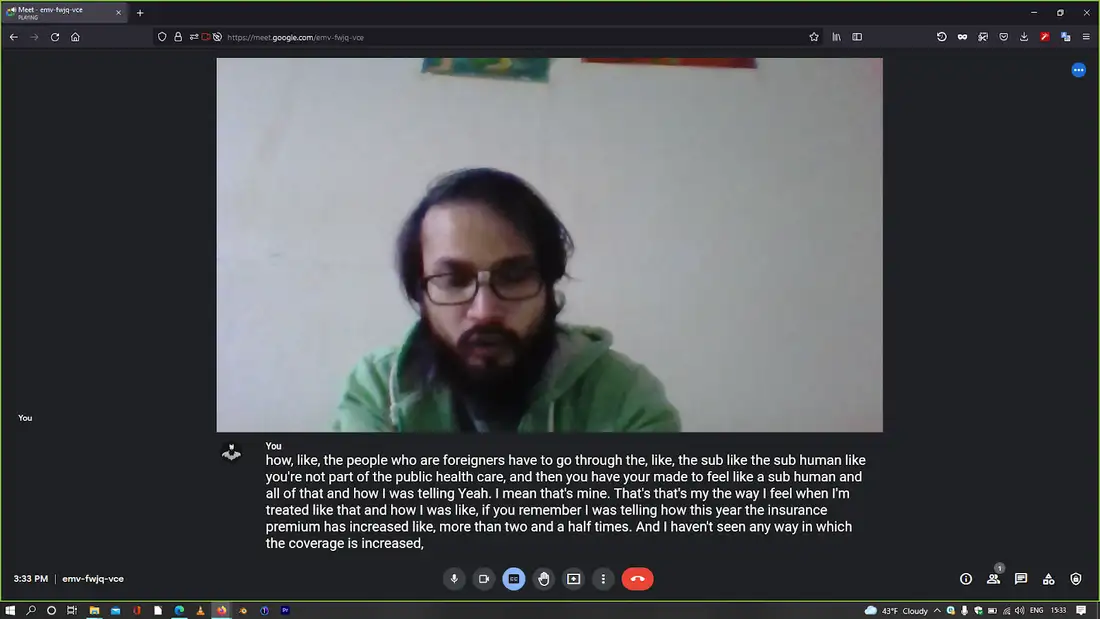 Meet - emv-fwjq-vce
PLAYING
https://meet.google.com/emv-fwjq-vce
You
You
how, like, the people who are foreigners have to go through the, like, the sub like the sub human like
you're not part of the public health care, and then you have your made to feel like a sub human and
all of that and how I was telling Yeah. I mean that's mine. That's that's my the way I feel when I'm
treated like that and how I was like, if you remember I was telling how this year the insurance
premium has increased like, more than two and a half times. And I haven't seen any way in which
the coverage is increased,
3:33 PM | emv-fwjq-vce
CC
1
43°F Cloudy
ENG
15:33
Pr